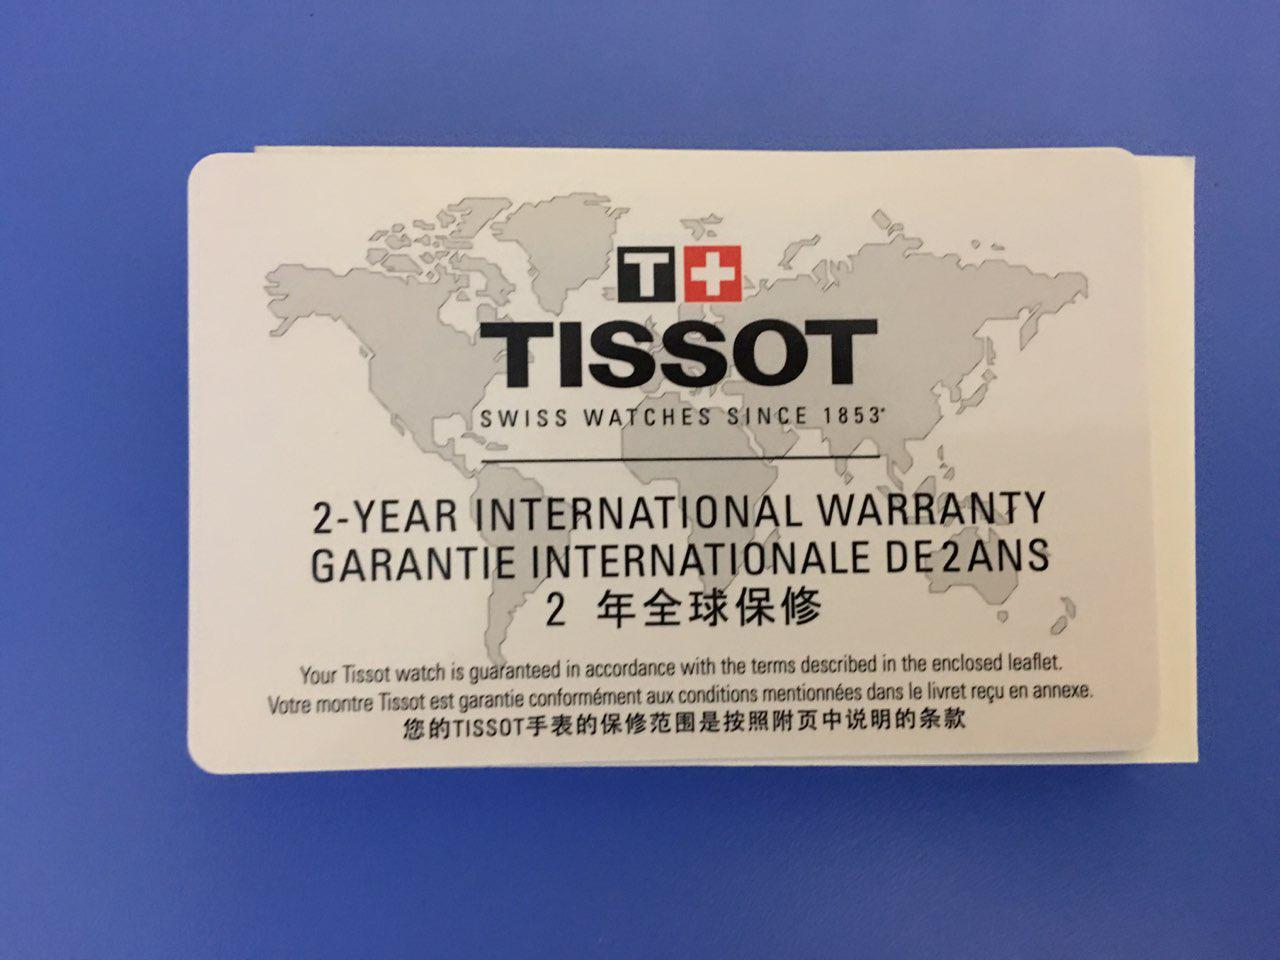 T+
TISSOT
SWISS WATCHES SINCE 1853*
2-YEAR INTERNATIONAL WARRANTY
GARANTIE INTERNATIONALE DE 2 ANS
2 年全球保修
Your Tissot watch is guaranteed in accordance with the terms described in the enclosed leaflet.
Votre montre Tissot est garantie conformément aux conditions mentionnées dans le livret reçu en annexe.
您的TISSOT手表的保修范围是按照附页中说明的条款